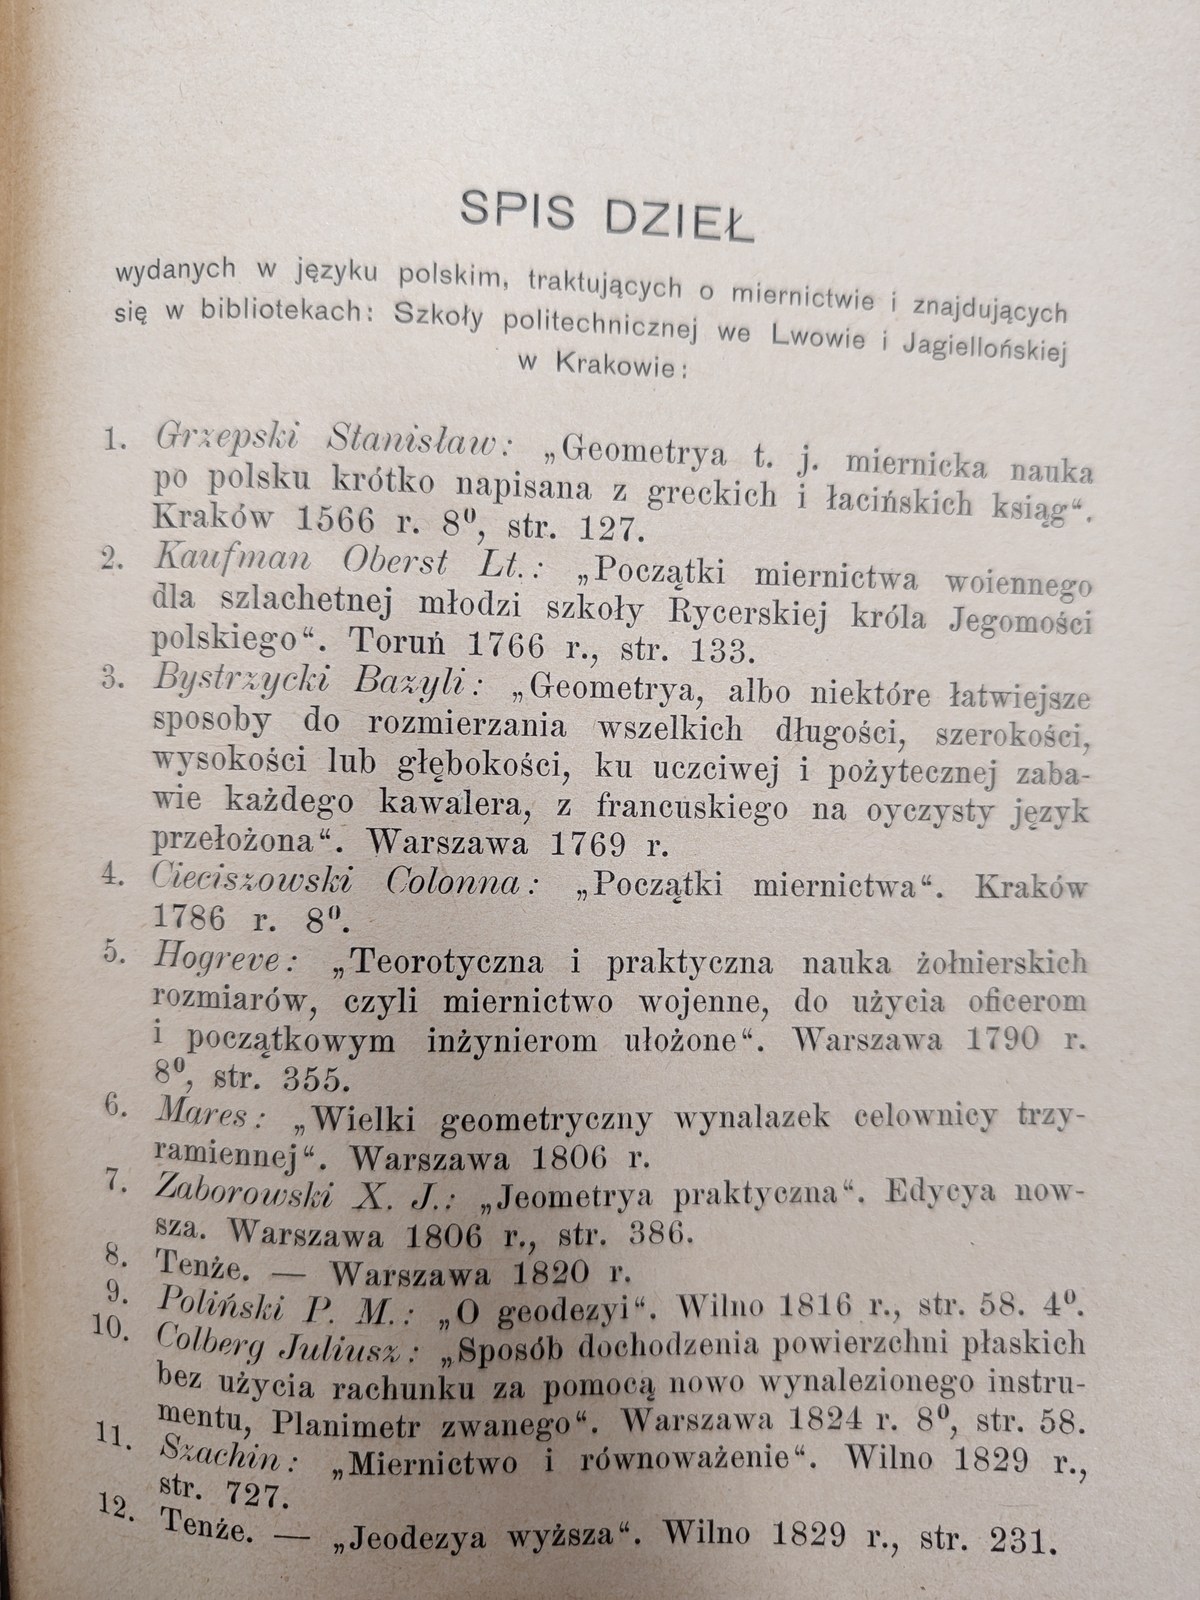 SPIS DZIEŁ
wydanych w języku polskim, traktujących o miernictwie i znajdujących
się w bibliotekach: Szkoły politechnicznej we Lwowie i Jagiellońskiej
w Krakowie:
1. Grzepski Stanisław: „Geometrya t. j. miernicka nauka
po polsku krótko napisana z greckich i łacińskich ksiąg“.
Kraków 1566 r. 8⁰, str. 127.
2. Kaufman Oberst Lt.: „Początki miernictwa woiennego
dla szlachetnej młodzi szkoły Rycerskiej króla Jegomości
polskiego“. Toruń 1766 r., str. 133.
3. Bystrzycki Bazyli: „Geometrya, albo niektóre łatwiejsze
sposoby do rozmierzania wszelkich długości, szerokości,
wysokości lub głębokości, ku uczciwej i pożytecznej zaba-
wie każdego kawalera, z francuskiego na oyczysty język
przełożona“. Warszawa 1769 r.
4. Cieciszowski Colonna: „Początki miernictwa“. Kraków
1786 r. 8⁰.
5. Hogreve: „Teorotyczna i praktyczna nauka żołnierskich
rozmiarów, czyli miernictwo wojenne, do użycia oficerom
i początkowym inżynierom ułożone“. Warszawa 1790 r.
8⁰, str. 355.
6. Mares: „Wielki geometryczny wynalazek celownicy trzy-
ramiennej“. Warszawa 1806 r.
7. Zaborowski X. J.: „Jeometrya praktyczna“. Edycya now-
sza. Warszawa 1806 r., str. 386.
8. Tenże. — Warszawa 1820 r.
9. Poliński P. M.: „O geodezyi“. Wilno 1816 r., str. 58. 4⁰.
10. Colberg Juliusz: „Sposób dochodzenia powierzchni płaskich
bez użycia rachunku za pomocą nowo wynalezionego instru-
mentu, Planimetr zwanego“. Warszawa 1824 r. 8⁰, str. 58.
11. Szachin: „Miernictwo i równoważenie“. Wilno 1829 r.,
str. 727.
12. Tenże. — „Jeodezya wyższa“. Wilno 1829 r., str. 231.